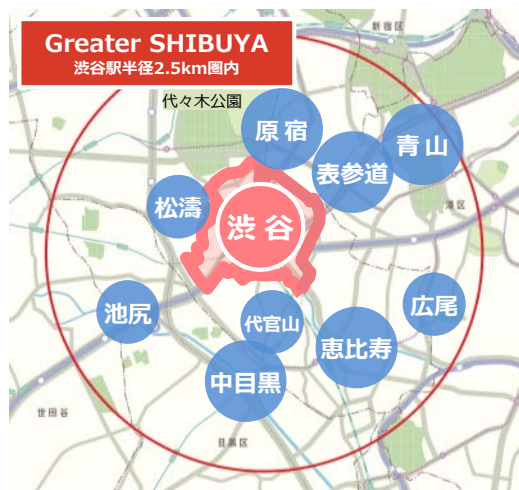 Greater SHIBUYA
渋谷駅半径2.5km圏内
新宿区
代々木公園
原宿
青山
表参道
松濤
港区
渋谷
広尾
池尻
代官山
恵比寿
中目黒
世田谷
目黒区